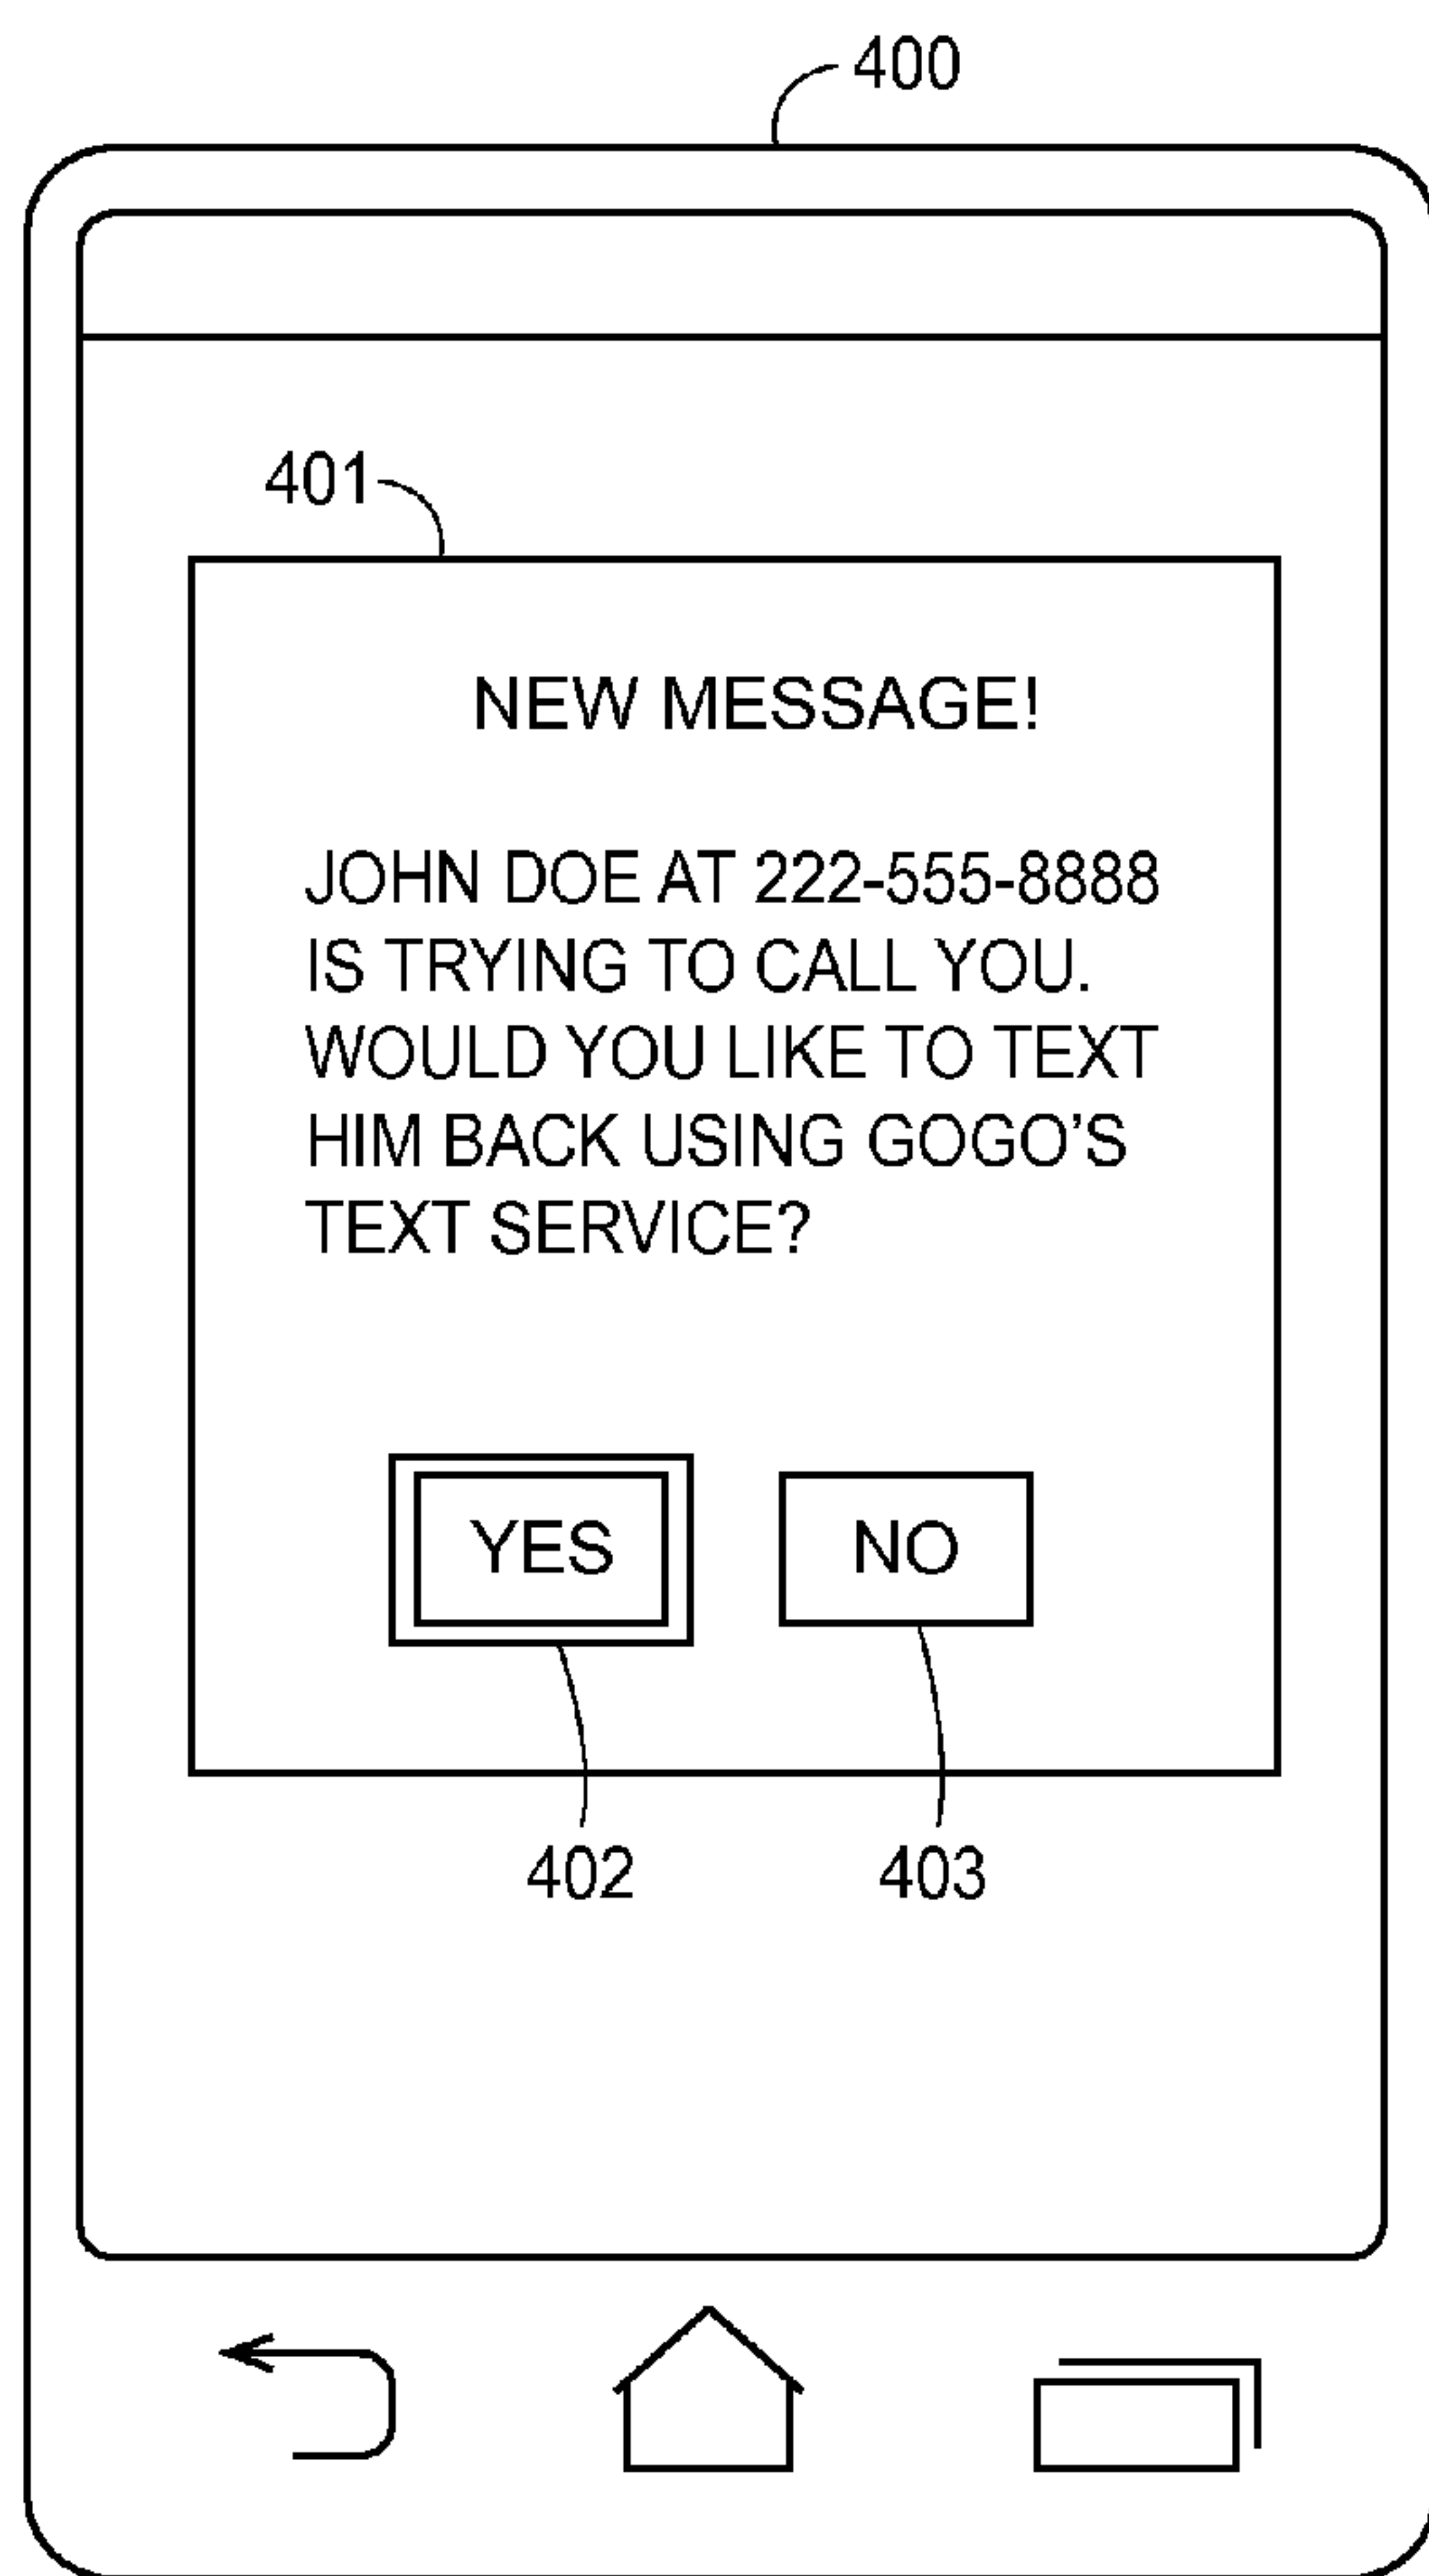 400
401
NEW MESSAGE!
JOHN DOE AT 222-555-8888
IS TRYING TO CALL YOU.
WOULD YOU LIKE TO TEXT
HIM BACK USING GOGO'S
TEXT SERVICE?
YES NO
402 403